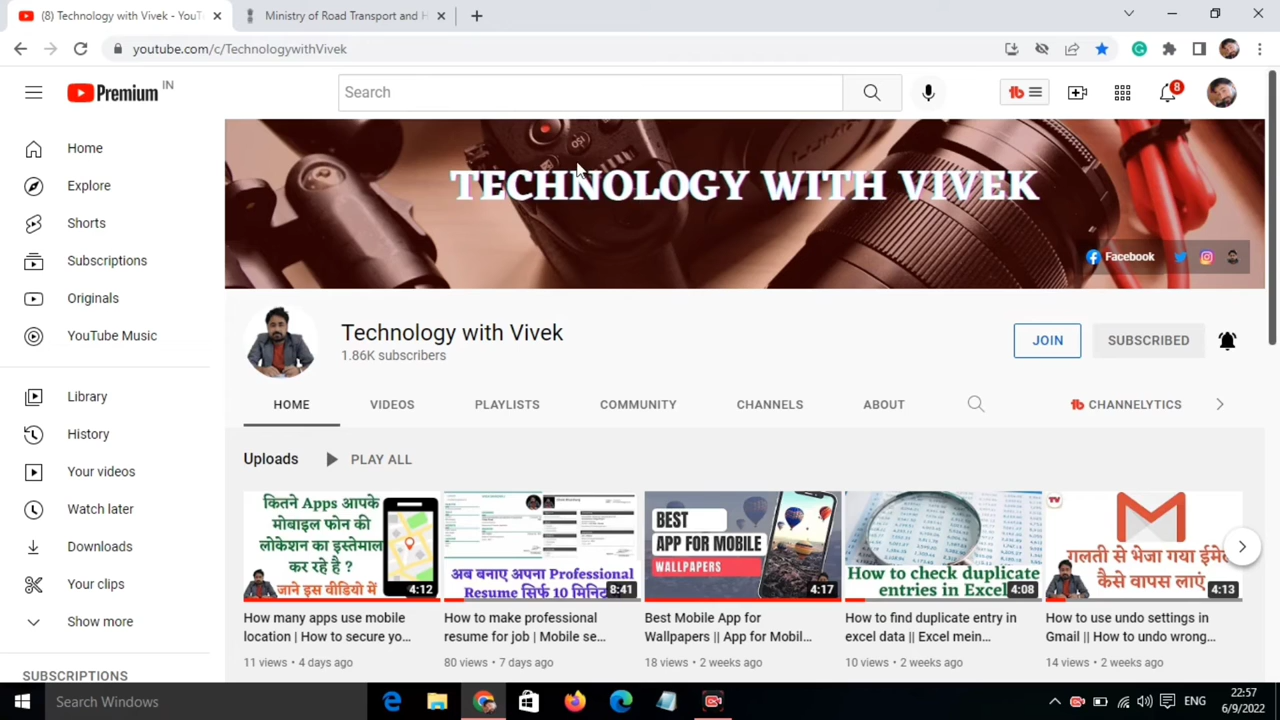 (8) Technology with Vivek - YouT
Ministry of Road Transport and H
youtube.com/c/TechnologywithVivek
Premium IN
Search
8
TECHNOLOGY WITH VIVEK
Facebook
Technology with Vivek
1.86K subscribers
JOIN
SUBSCRIBED
HOME
VIDEOS
PLAYLISTS
COMMUNITY
CHANNELS
ABOUT
tb CHANNELYTICS
Home
Explore
Shorts
Subscriptions
Originals
YouTube Music
Library
History
Your videos
Watch later
Downloads
Your clips
Show more
SUBSCRIPTIONS
Uploads
PLAY ALL
कितने Apps आपके
मोबाइल फोन की
लोकेशन का इस्तेमाल
कर रहे है ?
जाने इस वीडियो में
4:12
How many apps use mobile
location | How to secure yo...
11 views • 4 days ago
अब बनाए अपना Professional
Resume सिर्फ 10 मिनिट
8:41
How to make professional
resume for job | Mobile se...
80 views • 7 days ago
BEST
APP FOR MOBILE
WALLPAPERS
4:17
Best Mobile App for
Wallpapers || App for Mobil...
18 views • 2 weeks ago
How to check duplicate
entries in Excel
4:08
How to find duplicate entry in
excel data || Excel mein...
10 views • 2 weeks ago
TV
गलती से भेजा गया ईमेल
कैसे वापस लाएं
4:13
How to use undo settings in
Gmail || How to undo wrong...
14 views • 2 weeks ago
Search Windows
ENG
22:57
6/9/2022